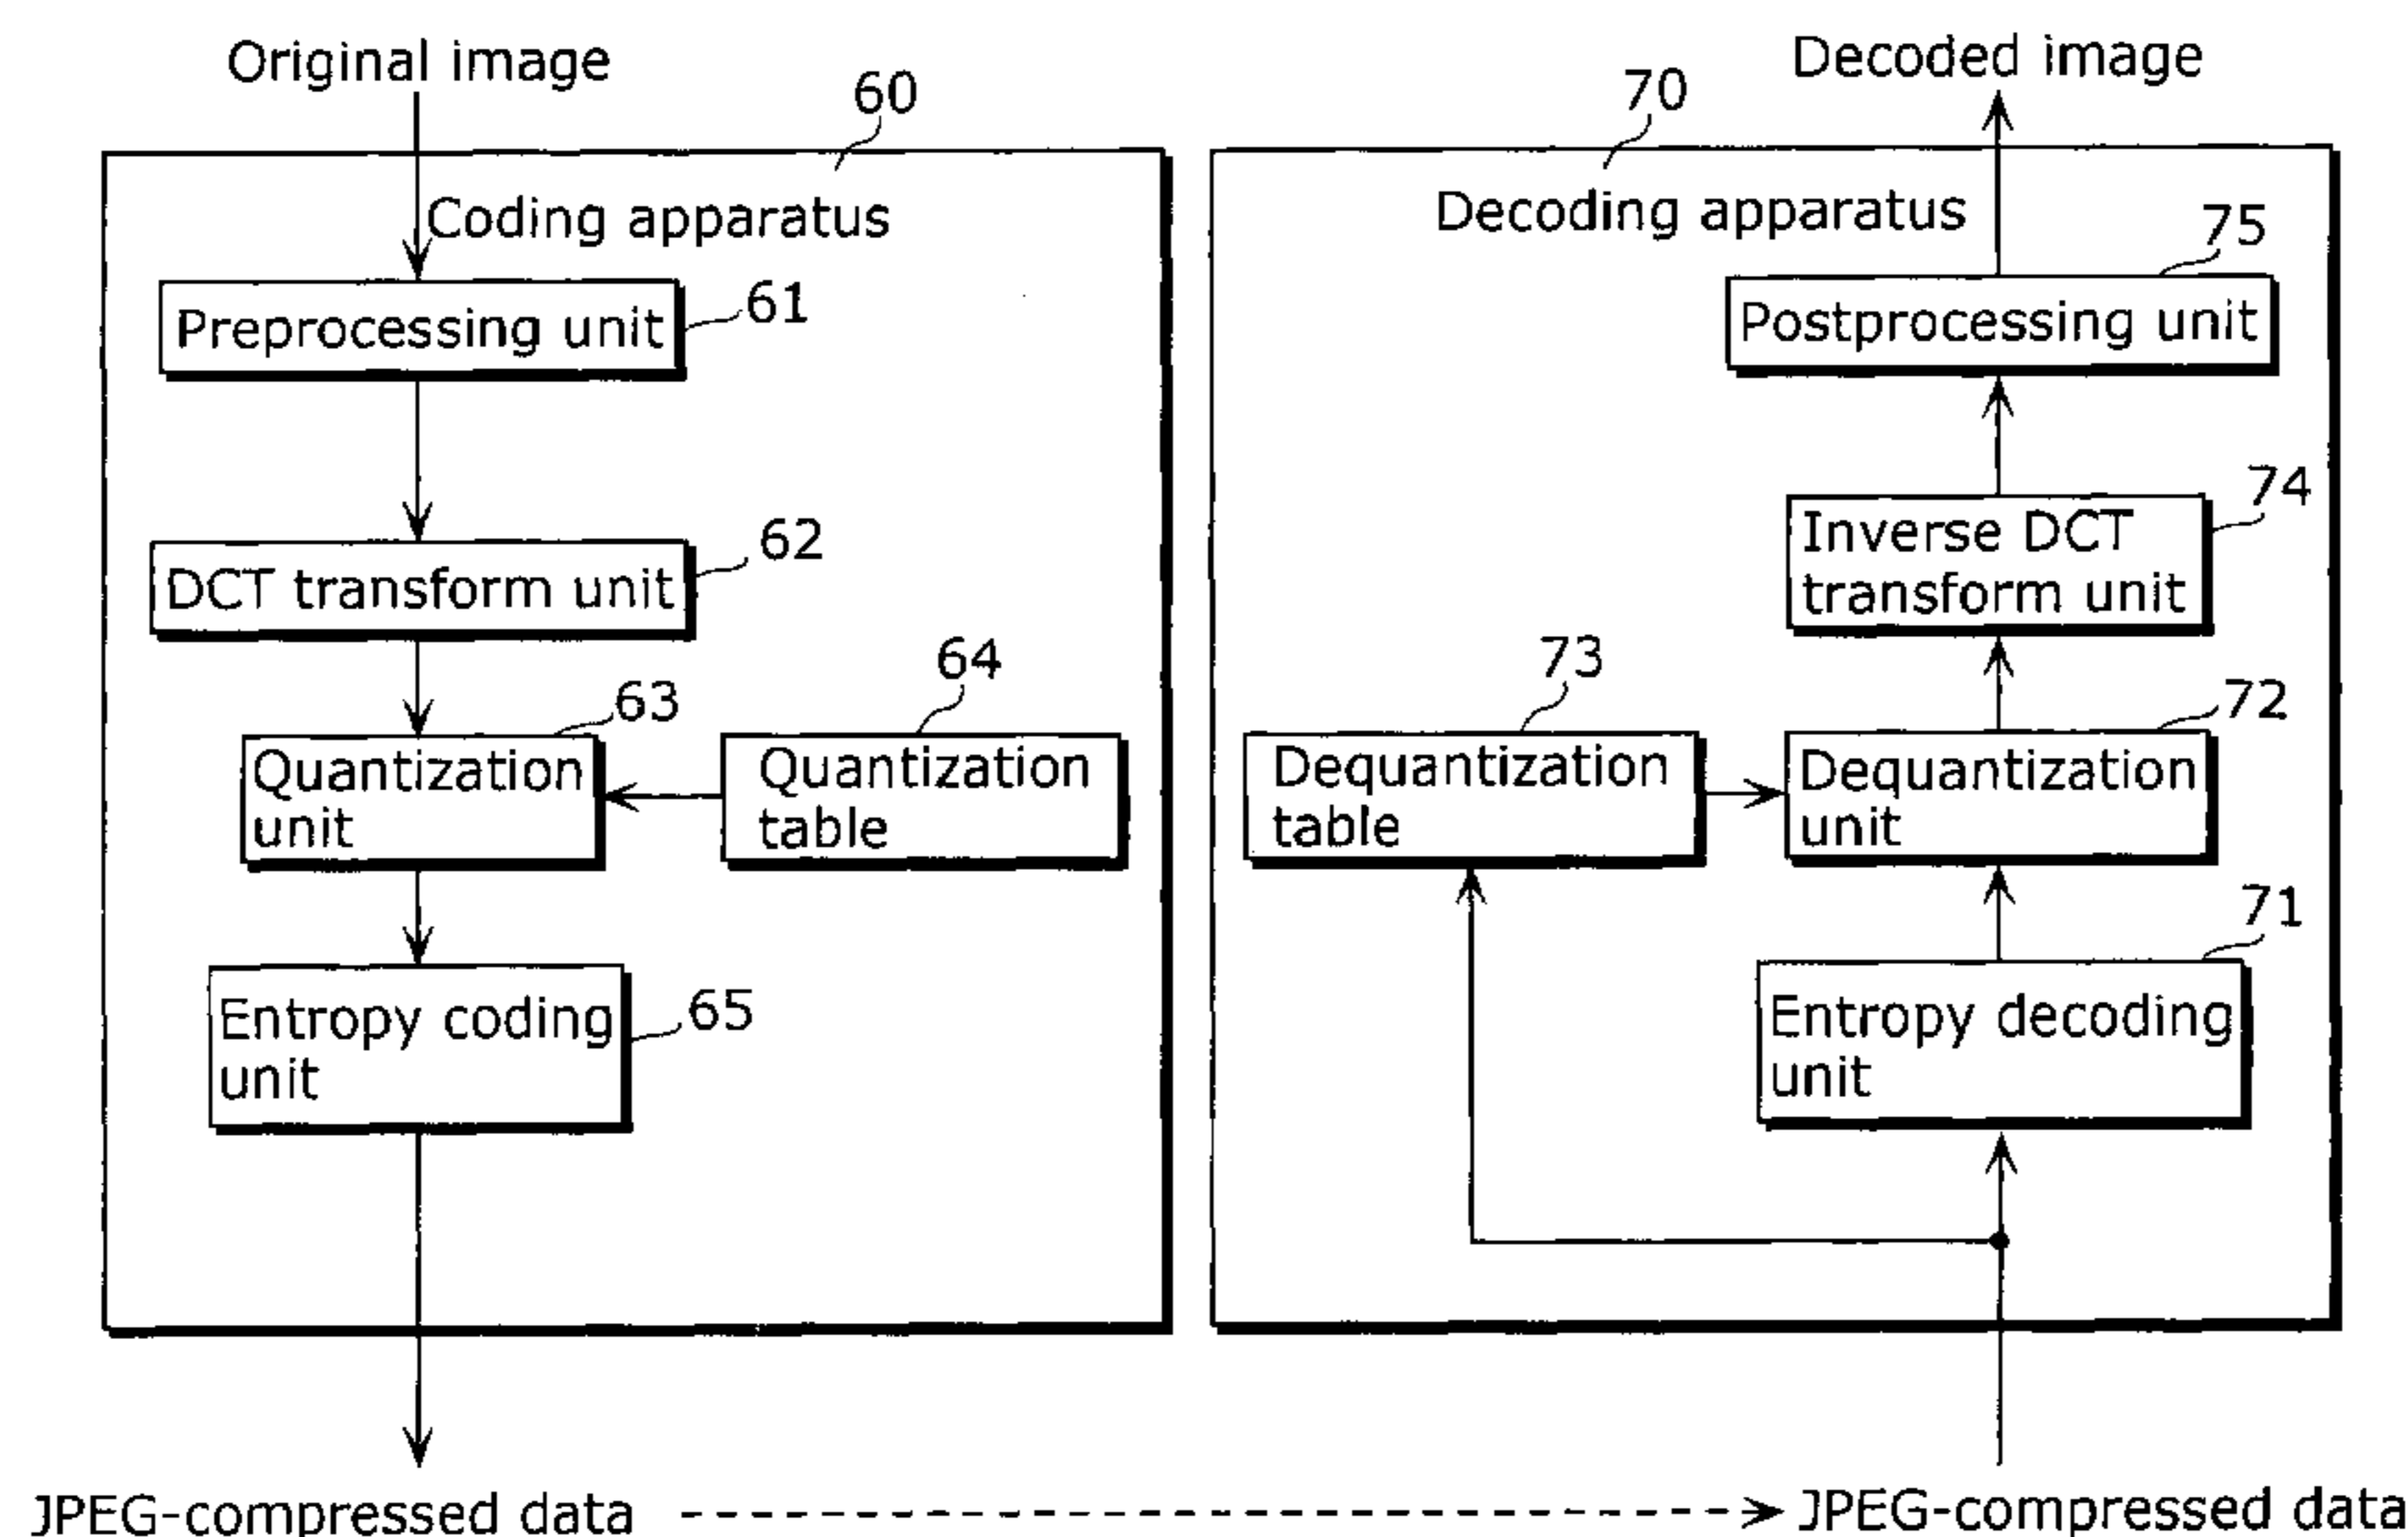 Original image
60
Coding apparatus
Preprocessing unit
61
DCT transform unit
62
63
64
Quantization
unit
Quantization
table
Entropy coding
unit
65
JPEG-compressed data
Decoded image
70
Decoding apparatus
75
Postprocessing unit
74
Inverse DCT
transform unit
73
72
Dequantization
table
Dequantization
unit
71
Entropy decoding
unit
JPEG-compressed data